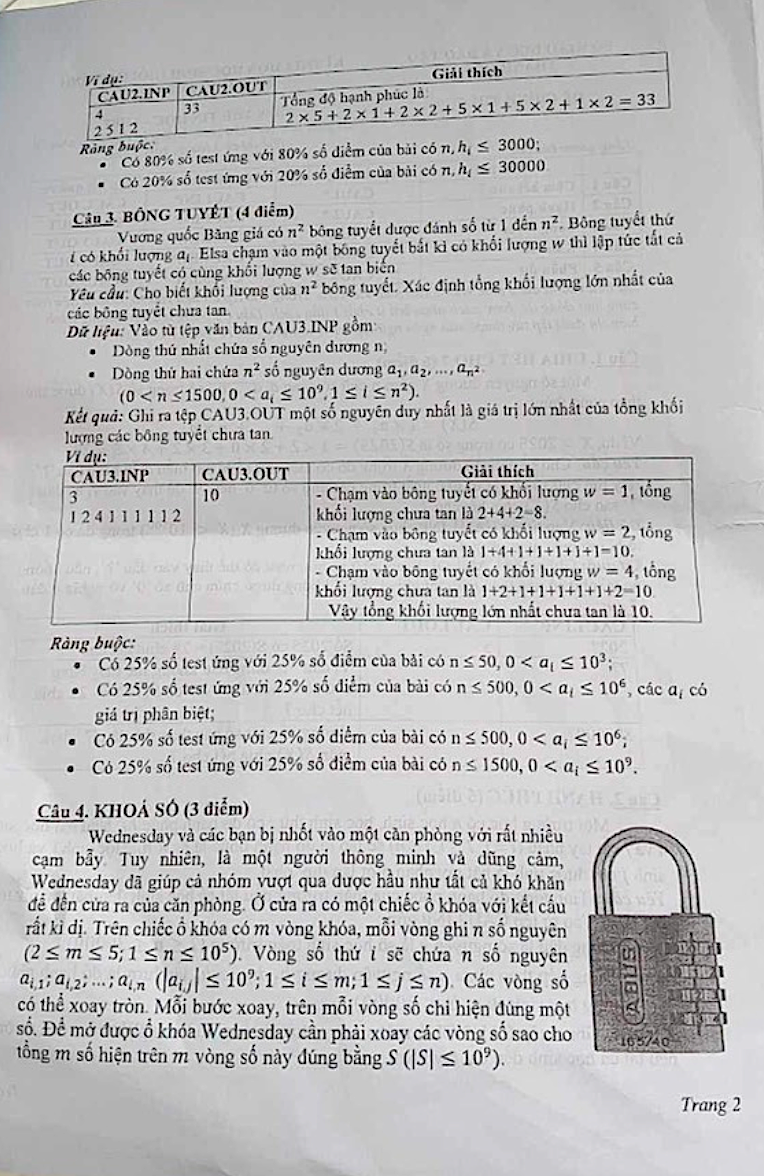 Ví dụ:
CAU2.INP CAU2.OUT Giải thích
4 33 Tổng độ hạnh phúc là:
2 5 1 2 2 × 5 + 2 × 1 + 2 × 2 + 5 × 1 + 5 × 2 + 1 × 2 = 33
Ràng buộc:
• Có 80% số test ứng với 80% số điểm của bài có n, hᵢ ≤ 3000;
• Có 20% số test ứng với 20% số điểm của bài có n, hᵢ ≤ 30000
Câu 3. BÔNG TUYẾT (4 điểm)
Vương quốc Băng giá có n² bông tuyết được đánh số từ 1 đến n². Bông tuyết thứ
i có khối lượng aᵢ. Elsa chạm vào một bông tuyết bất kì có khối lượng w thì lập tức tất cả
các bông tuyết có cùng khối lượng w sẽ tan biến
Yêu cầu: Cho biết khối lượng của n² bông tuyết. Xác định tổng khối lượng lớn nhất của
các bông tuyết chưa tan.
Dữ liệu: Vào từ tệp văn bản CAU3.INP gồm:
• Dòng thứ nhất chứa số nguyên dương n;
• Dòng thứ hai chứa n² số nguyên dương a₁, a₂, ..., aₙ².
(0 < n ≤1500, 0 < aᵢ ≤ 10⁹, 1 ≤ i ≤ n²).
Kết quả: Ghi ra tệp CAU3.OUT một số nguyên duy nhất là giá trị lớn nhất của tổng khối
lượng các bông tuyết chưa tan.
Ví dụ:
CAU3.INP CAU3.OUT Giải thích
3 10 - Chạm vào bông tuyết có khối lượng w = 1, tổng
1 2 4 1 1 1 1 1 2 khối lượng chưa tan là 2+4+2=8.
- Chạm vào bông tuyết có khối lượng w = 2, tổng
khối lượng chưa tan là 1+4+1+1+1+1+1=10.
- Chạm vào bông tuyết có khối lượng w = 4, tổng
khối lượng chưa tan là 1+2+1+1+1+1+1+2=10
Vậy tổng khối lượng lớn nhất chưa tan là 10.
Ràng buộc:
• Có 25% số test ứng với 25% số điểm của bài có n ≤ 50, 0 < aᵢ ≤ 10³;
• Có 25% số test ứng với 25% số điểm của bài có n ≤ 500, 0 < aᵢ ≤ 10⁶, các aᵢ có
giá trị phân biệt;
• Có 25% số test ứng với 25% số điểm của bài có n ≤ 500, 0 < aᵢ ≤ 10⁶;
• Có 25% số test ứng với 25% số điểm của bài có n ≤ 1500, 0 < aᵢ ≤ 10⁹.
Câu 4. KHOÁ SỐ (3 điểm)
Wednesday và các bạn bị nhốt vào một căn phòng với rất nhiều
cạm bẫy. Tuy nhiên, là một người thông minh và dũng cảm,
Wednesday đã giúp cả nhóm vượt qua được hầu như tất cả khó khăn
để đến cửa ra của căn phòng. Ở cửa ra có một chiếc ổ khóa với kết cấu
rất kì dị. Trên chiếc ổ khóa có m vòng khóa, mỗi vòng ghi n số nguyên
(2 ≤ m ≤ 5; 1 ≤ n ≤ 10⁵). Vòng số thứ i sẽ chứa n số nguyên
aᵢ,₁; aᵢ,₂; ...; aᵢ,ₙ (|aᵢ,ⱼ| ≤ 10⁹; 1 ≤ i ≤ m; 1 ≤ j ≤ n). Các vòng số
có thể xoay tròn. Mỗi bước xoay, trên mỗi vòng số chỉ hiện đúng một
số. Để mở được ổ khóa Wednesday cần phải xoay các vòng số sao cho
tổng m số hiện trên m vòng số này đúng bằng S (|S| ≤ 10⁹).
ABUS
165/40
Trang 2